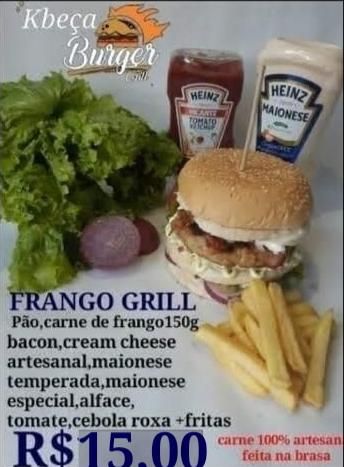 Kbeça
Burger
Grill
HEINZ
PICANTE
TOMATO
KETCHUP
HEINZ
MAIONESE
FRANGO GRILL
Pão,carne de frango150g
bacon,cream cheese
artesanal,maionese
temperada,maionese
especial,alface,
tomate,cebola roxa +fritas
R$15,00
carne 100% artesan
feita na brasa